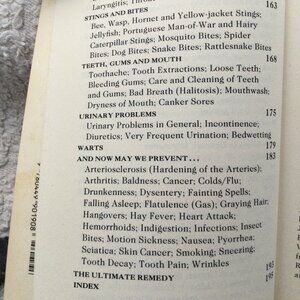 Laryngitis; Throat
163
STINGS AND BITES
Bee, Wasp, Hornet and Yellow-jacket Stings;
Jellyfish; Portuguese Man-of-War and Hairy
Caterpillar Stings; Mosquito Bites; Spider
Bites; Dog Bites; Snake Bites; Rattlesnake Bites
168
TEETH, GUMS AND MOUTH
Toothache; Tooth Extractions; Loose Teeth;
Bleeding Gums; Care and Cleaning of Teeth
and Gums; Bad Breath (Halitosis); Mouthwash;
Dryness of Mouth; Canker Sores
URINARY PROBLEMS 175
Urinary Problems in General; Incontinence;
Diuretics; Very Frequent Urination; Bedwetting
WARTS 179
AND NOW MAY WE PREVENT . . . 183
Arteriosclerosis (Hardening of the Arteries);
Arthritis; Baldness; Cancer; Colds/Flu;
Drunkenness; Dysentery; Fainting Spells;
Falling Asleep; Flatulence (Gas); Graying Hair;
Hangovers; Hay Fever; Heart Attack;
Hemorrhoids; Indigestion; Infections; Insect
Bites; Motion Sickness; Nausea; Pyorrhea;
Sciatica; Skin Cancer; Smoking; Sneezing;
Tooth Decay; Tooth Pain; Wrinkles
THE ULTIMATE REMEDY 193
INDEX 195